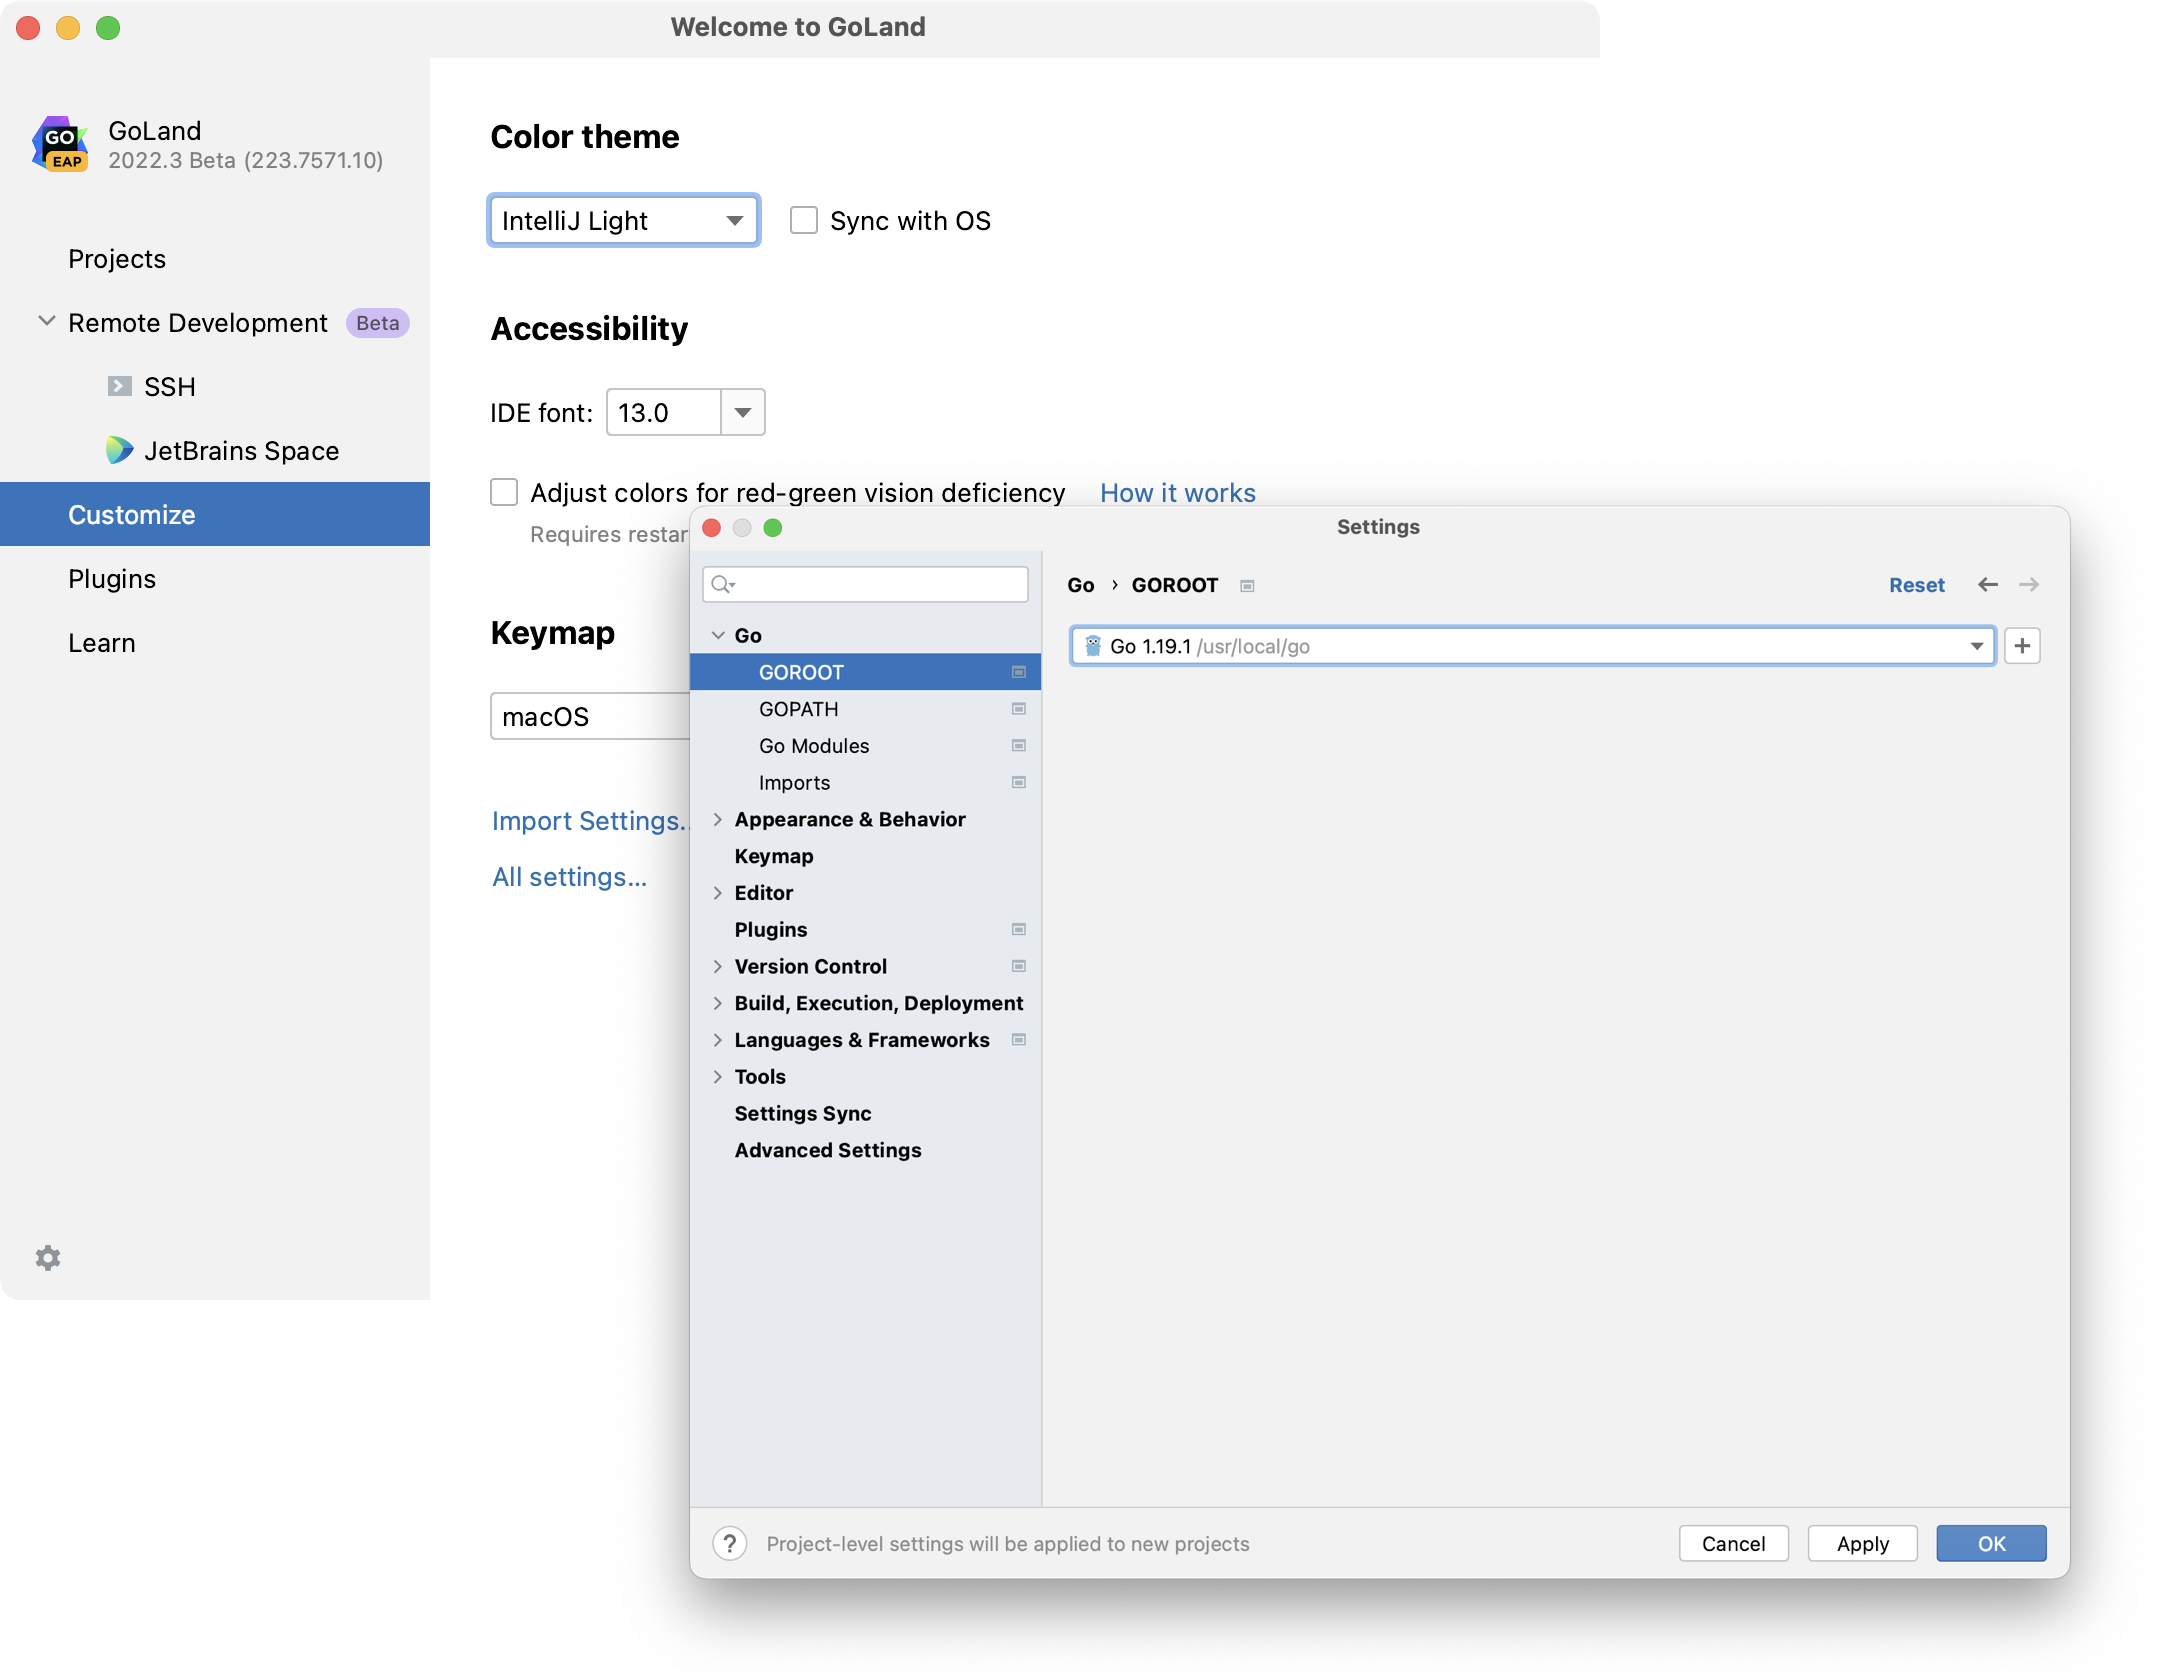 Welcome to GoLand
GO
EAP
GoLand
2022.3 Beta (223.7571.10)
Projects
Remote Development Beta
SSH
JetBrains Space
Customize
Plugins
Learn
Color theme
IntelliJ Light
Sync with OS
Accessibility
IDE font: 13.0
Adjust colors for red-green vision deficiency How it works
Requires restar
Keymap
macOS
Import Settings..
All settings...
Settings
Go
GOROOT
GOPATH
Go Modules
Imports
Appearance & Behavior
Keymap
Editor
Plugins
Version Control
Build, Execution, Deployment
Languages & Frameworks
Tools
Settings Sync
Advanced Settings
Go › GOROOT
Reset
Go 1.19.1 /usr/local/go
? Project-level settings will be applied to new projects
Cancel
Apply
OK